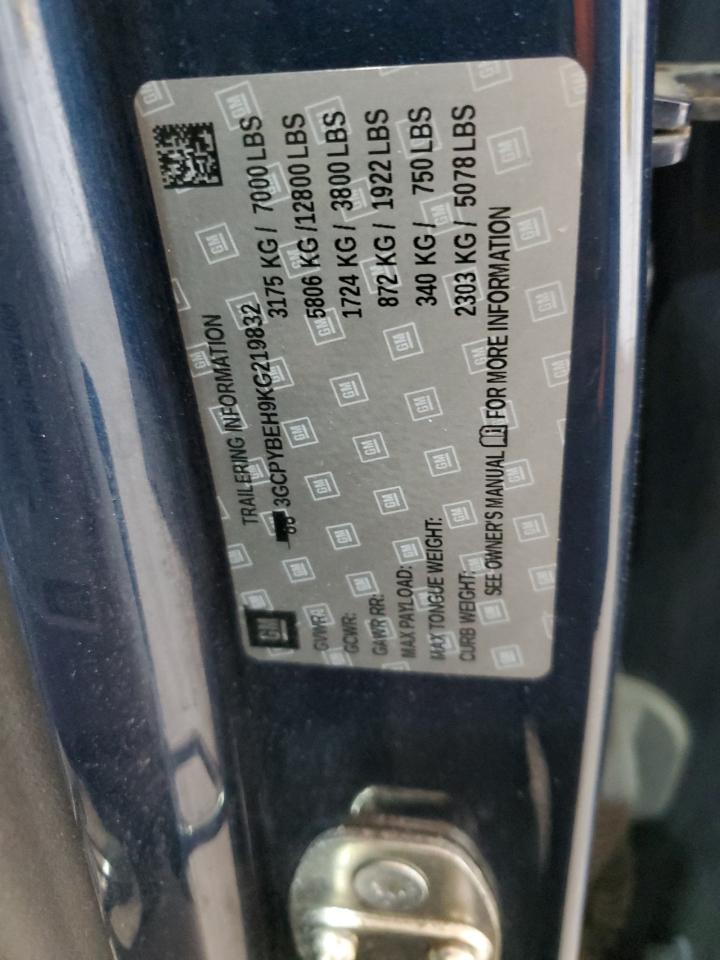 TRAILERING INFORMATION
3GCPYBEH9KG219832
GVWR: 3175 KG / 7000 LBS
GCWR: 5806 KG /12800 LBS
GAWR RR: 1724 KG / 3800 LBS
MAX PAYLOAD: 872 KG / 1922 LBS
MAX TONGUE WEIGHT: 340 KG / 750 LBS
CURB WEIGHT: 2303 KG / 5078 LBS
SEE OWNER'S MANUAL FOR MORE INFORMATION
GM